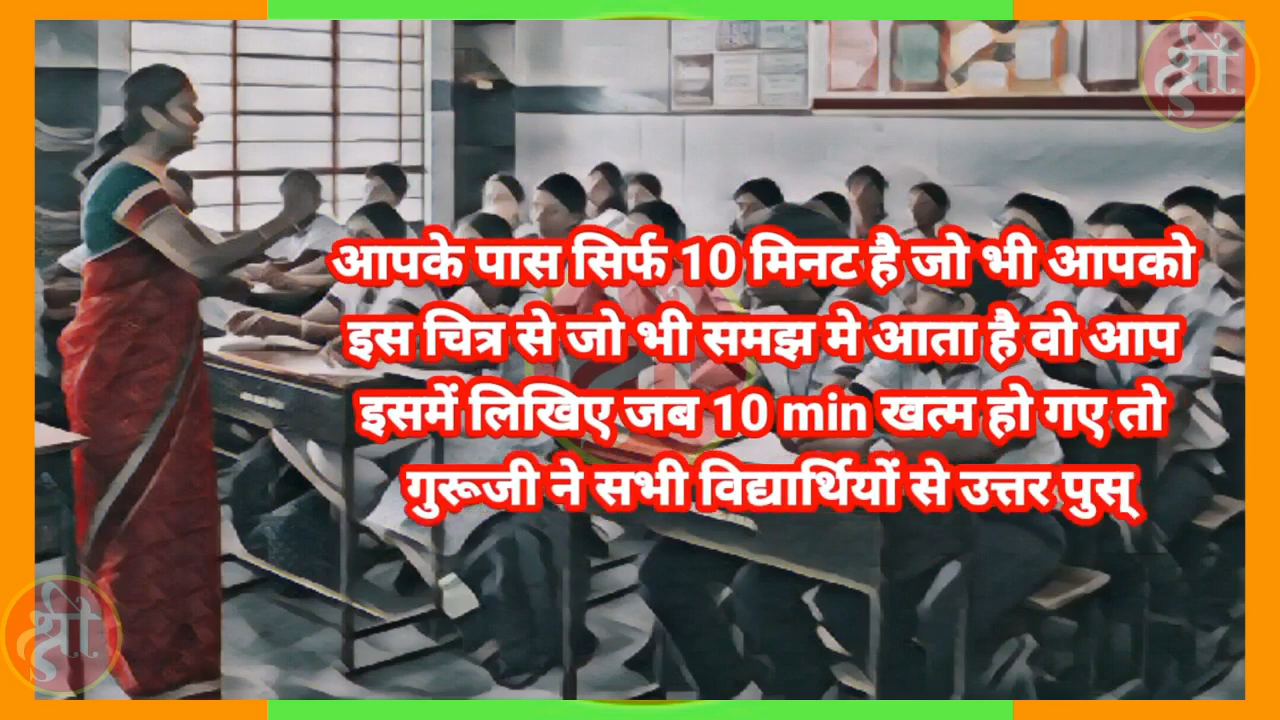 आपके पास सिर्फ 10 मिनट है जो भी आपको
इस चित्र से जो भी समझ मे आता है वो आप
इसमें लिखिए जब 10 min खत्म हो गए तो
गुरूजी ने सभी विद्यार्थियों से उत्तर पुस्
श्री
श्री